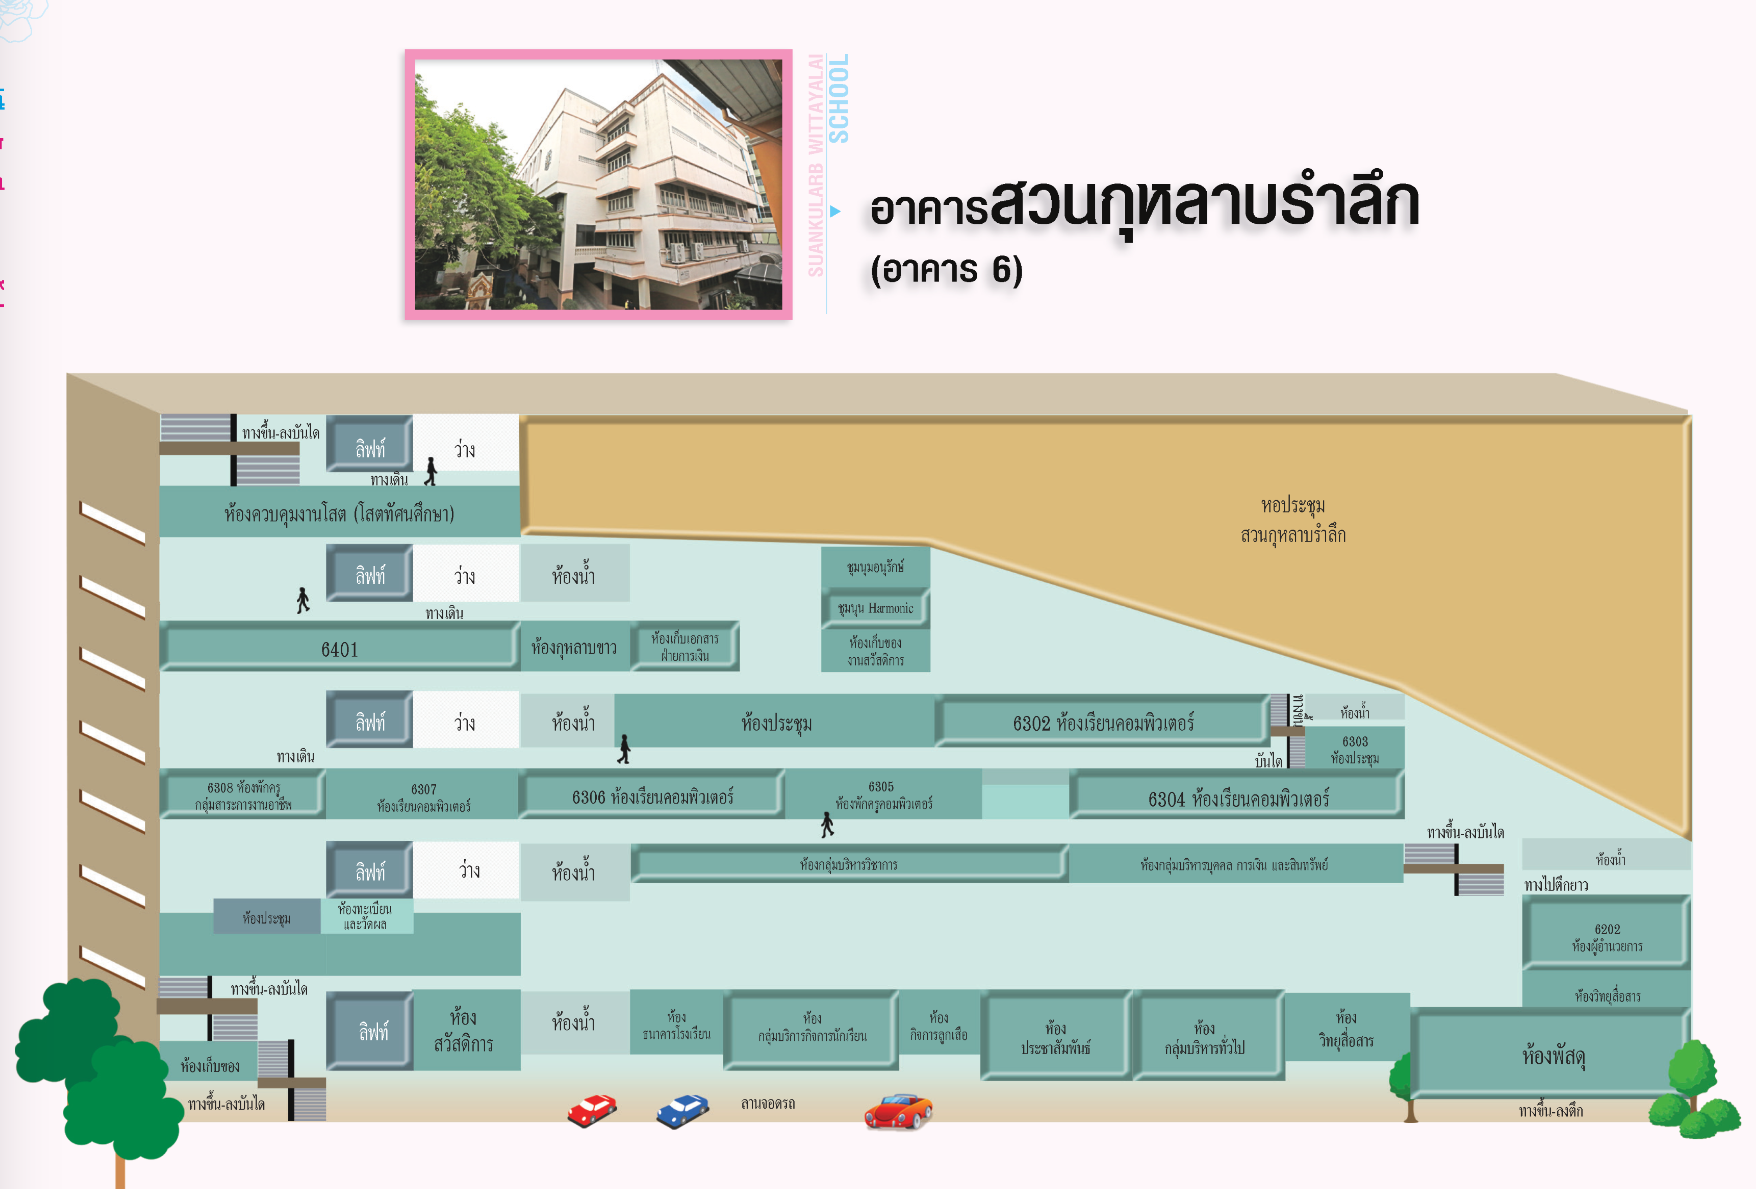 SUANKULARB WITTAYALAI
SCHOOL
อาคารสวนกุหลาบรำลึก
(อาคาร 6)
ทางขึ้น-ลงบันได
ลิฟท์
ว่าง
ทางเดิน
ห้องควบคุมงานโสต (โสตทัศนศึกษา)
หอประชุม
สวนกุหลาบรำลึก
ลิฟท์
ว่าง
ห้องน้ำ
ทางเดิน
ชุมนุมอนุรักษ์
ชุมนุน Harmonic
ห้องเก็บของ
งานสวัสดิการ
6401
ห้องกุหลาบขาว
ห้องเก็บเอกสาร
ฝ่ายการเงิน
ลิฟท์
ว่าง
ห้องน้ำ
ห้องประชุม
6302 ห้องเรียนคอมพิวเตอร์
ทางขึ้น
บันได
ห้องน้ำ
6303
ห้องประชุม
ทางเดิน
6308 ห้องพักครู
กลุ่มสาระการงานอาชีพ
6307
ห้องเรียนคอมพิวเตอร์
6306 ห้องเรียนคอมพิวเตอร์
6305
ห้องพักครูคอมพิวเตอร์
6304 ห้องเรียนคอมพิวเตอร์
ทางขึ้น-ลงบันได
ลิฟท์
ว่าง
ห้องน้ำ
ห้องกลุ่มบริหารวิชาการ
ห้องกลุ่มบริหารบุคคล การเงิน และสินทรัพย์
ห้องน้ำ
ทางไปตึกยาว
ห้องประชุม
ห้องทะเบียน
และวัดผล
6202
ห้องผู้อำนวยการ
ห้องวิทยุสื่อสาร
ทางขึ้น-ลงบันได
ลิฟท์
ห้อง
สวัสดิการ
ห้องน้ำ
ห้อง
ธนาคารโรงเรียน
ห้อง
กลุ่มบริการกิจการนักเรียน
ห้อง
กิจการลูกเสือ
ห้อง
ประชาสัมพันธ์
ห้อง
กลุ่มบริหารทั่วไป
ห้อง
วิทยุสื่อสาร
ห้องพัสดุ
ห้องเก็บของ
ทางขึ้น-ลงบันได
ลานจอดรถ
ทางขึ้น-ลงตึก